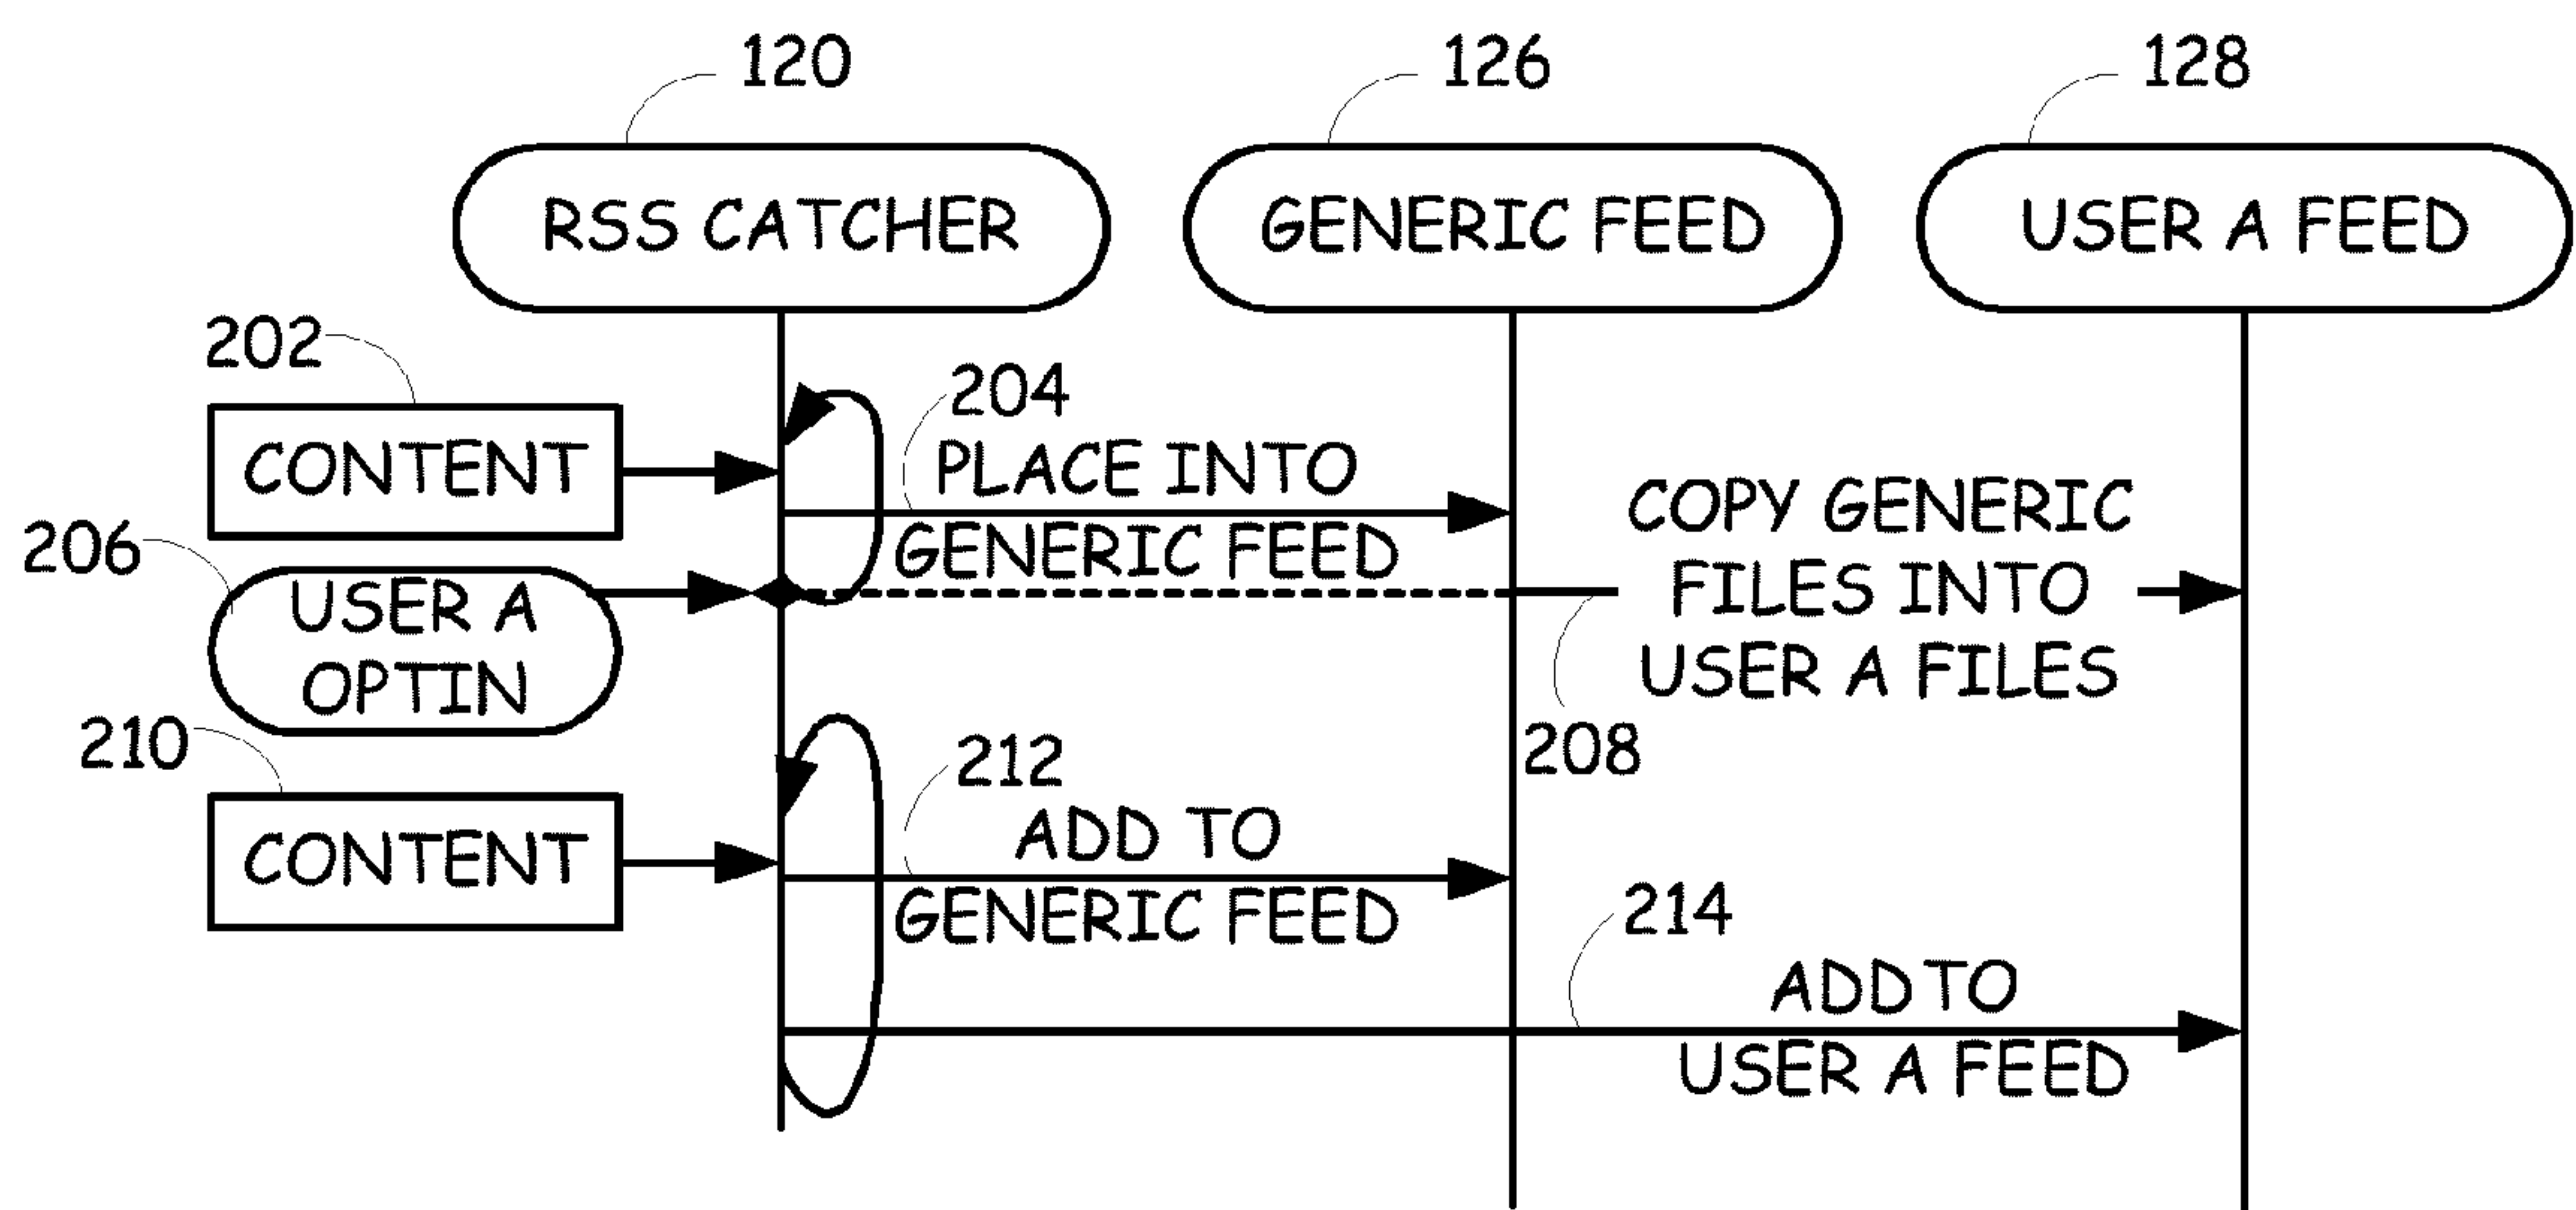 120
126
128
RSS CATCHER
GENERIC FEED
USER A FEED
202
CONTENT
204
PLACE INTO
GENERIC FEED
206
USER A
OPTIN
COPY GENERIC
FILES INTO
USER A FILES
208
210
CONTENT
212
ADD TO
GENERIC FEED
214
ADD TO
USER A FEED